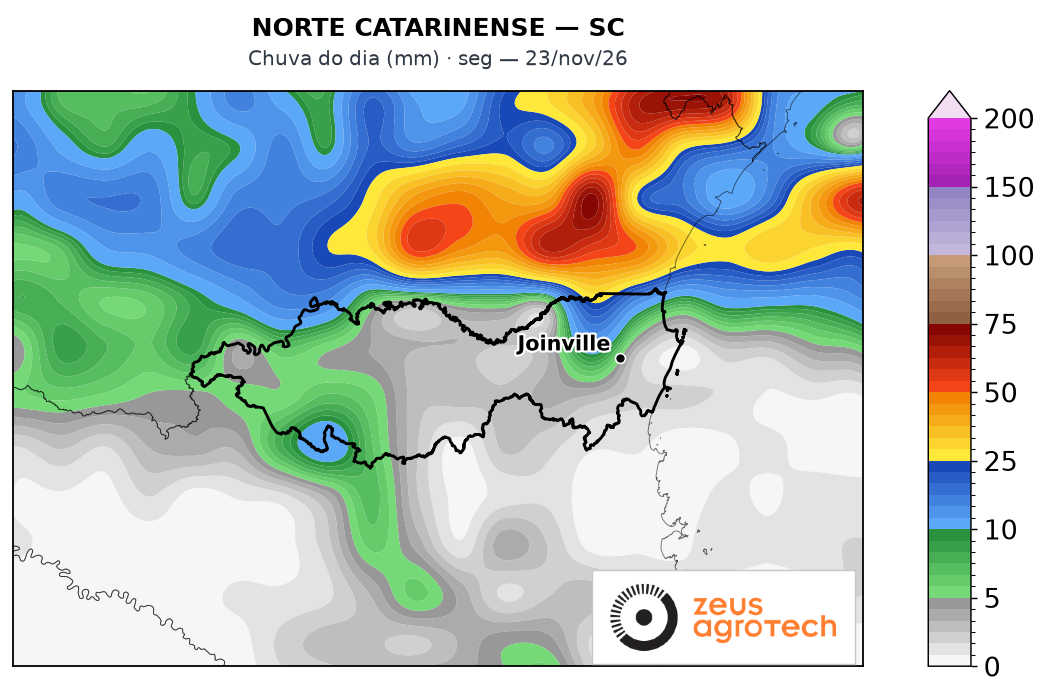 NORTE CATARINENSE — SC
Chuva do dia (mm) · seg — 23/nov/26
Joinville
200
150
100
75
50
25
10
5
0
zeus
agrotech